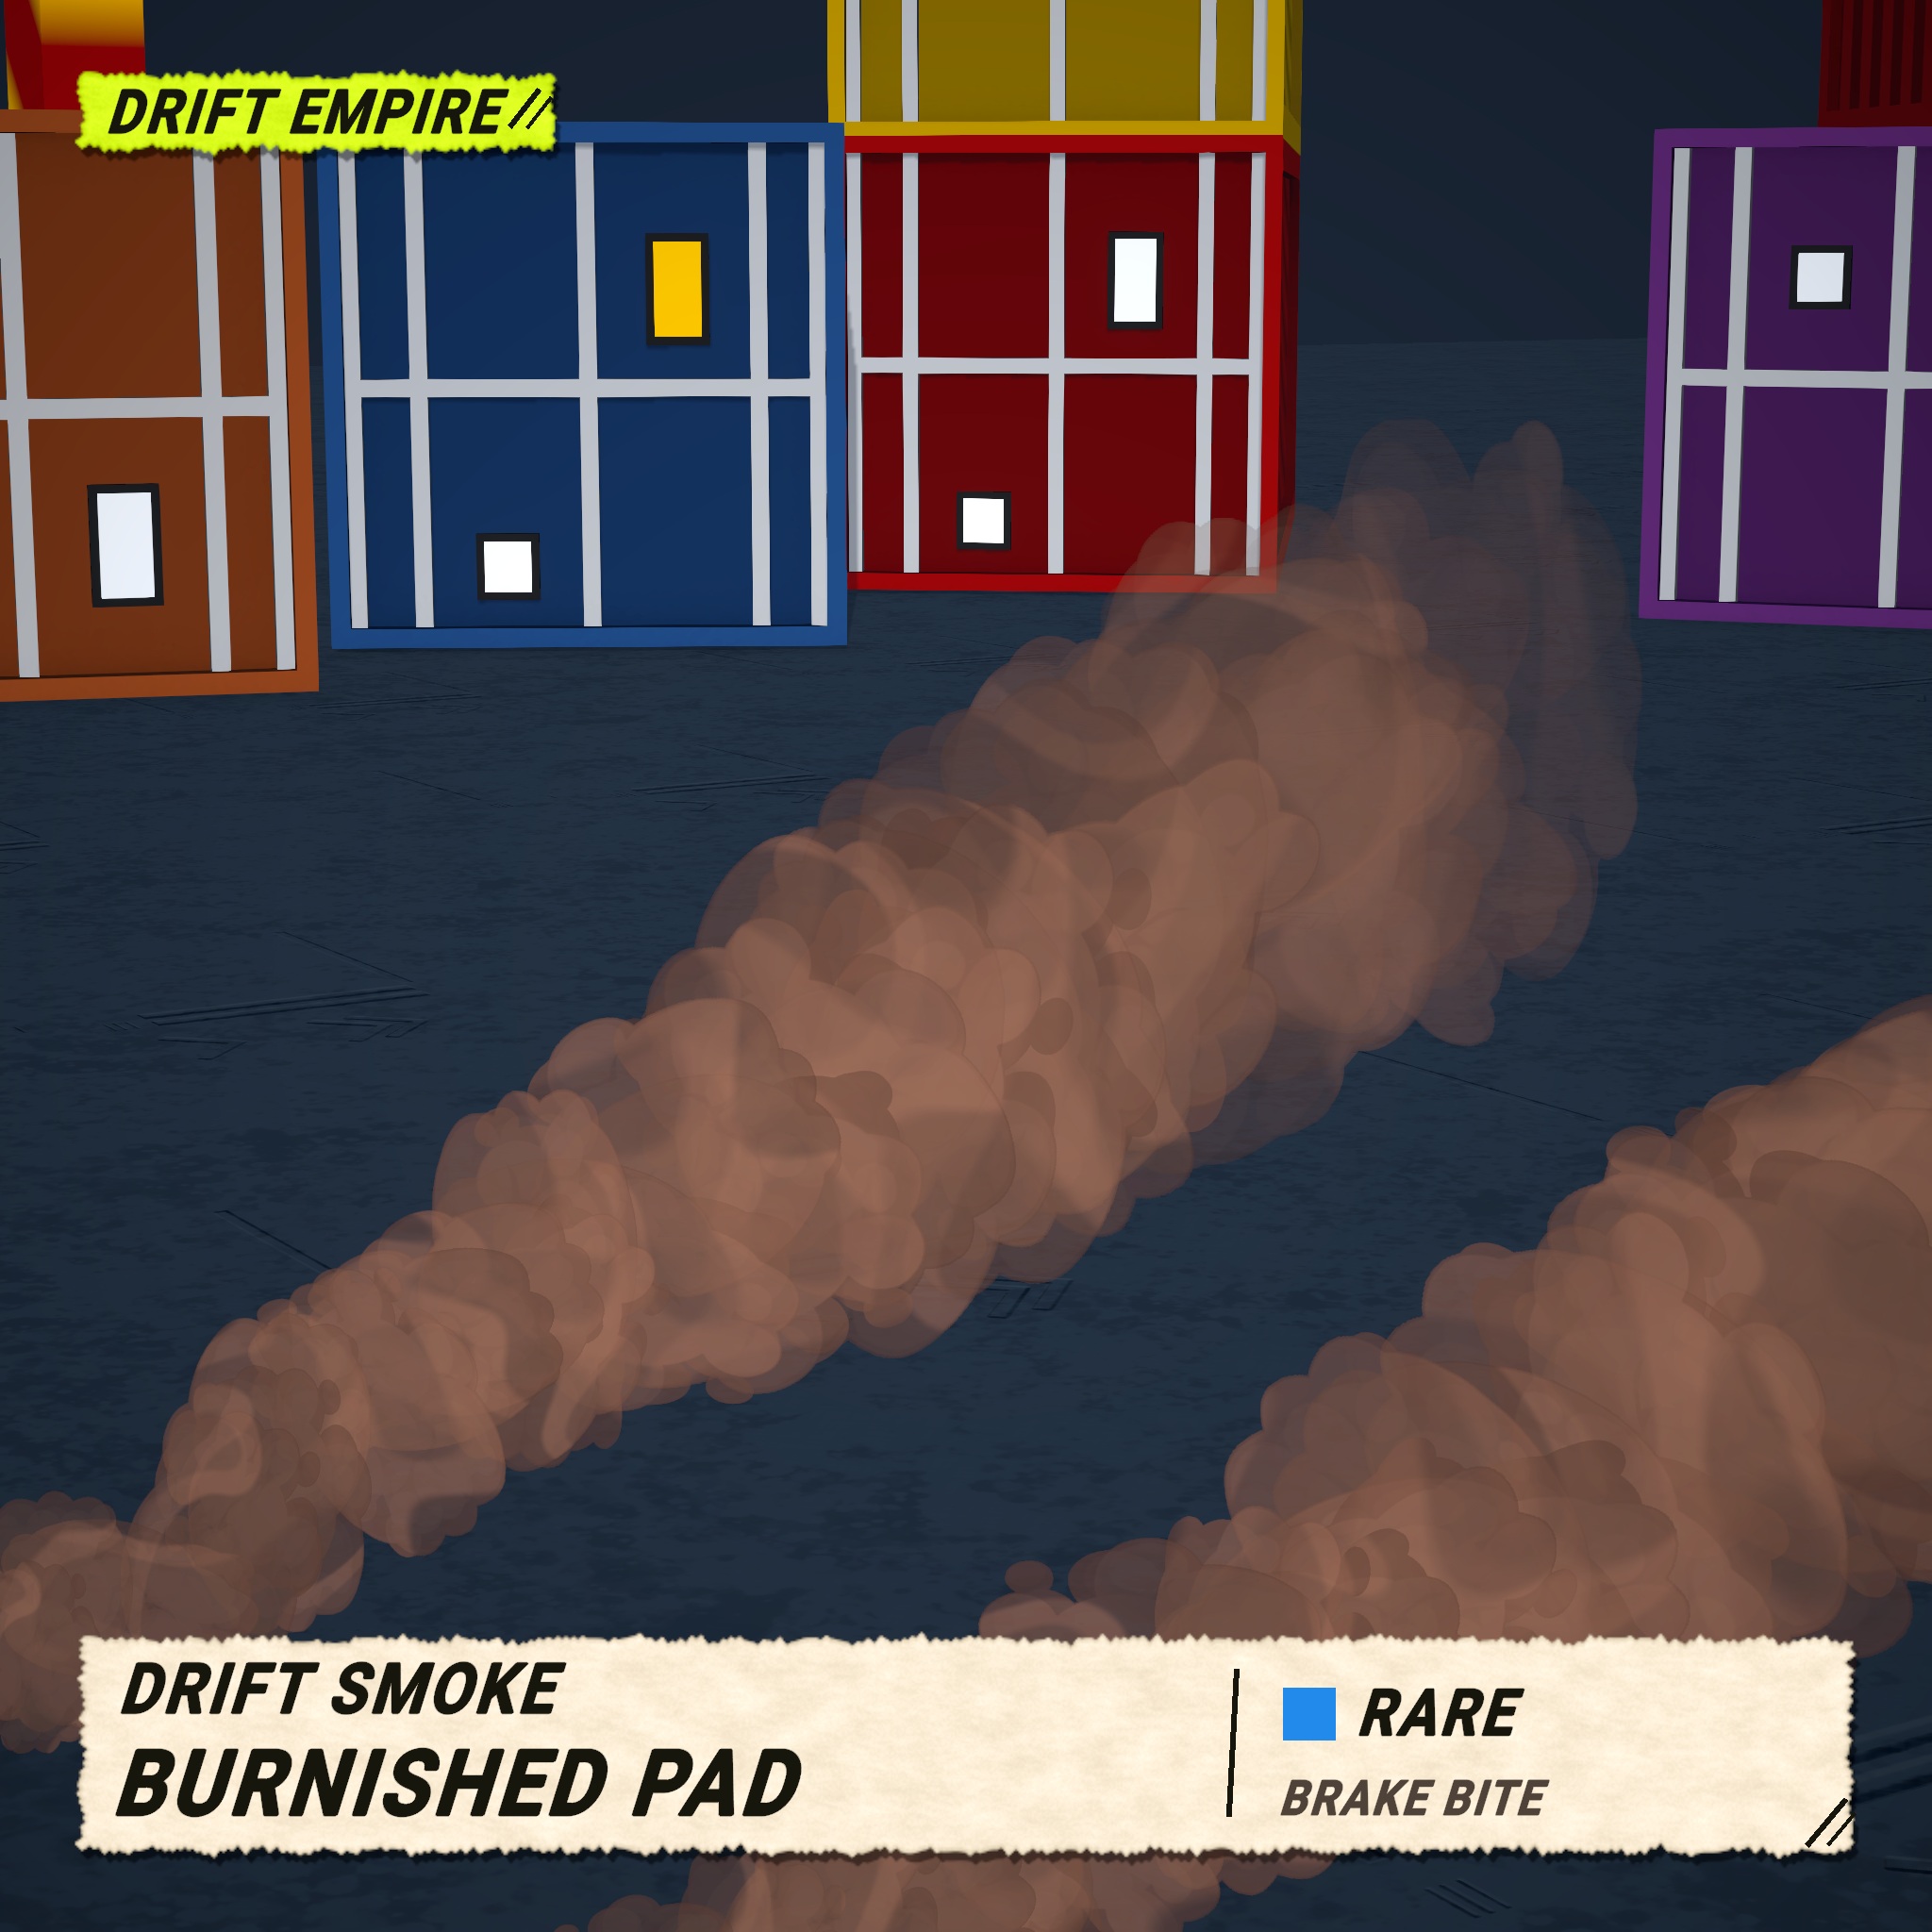 DRIFT EMPIRE//
DRIFT SMOKE
BURNISHED PAD
RARE
BRAKE BITE